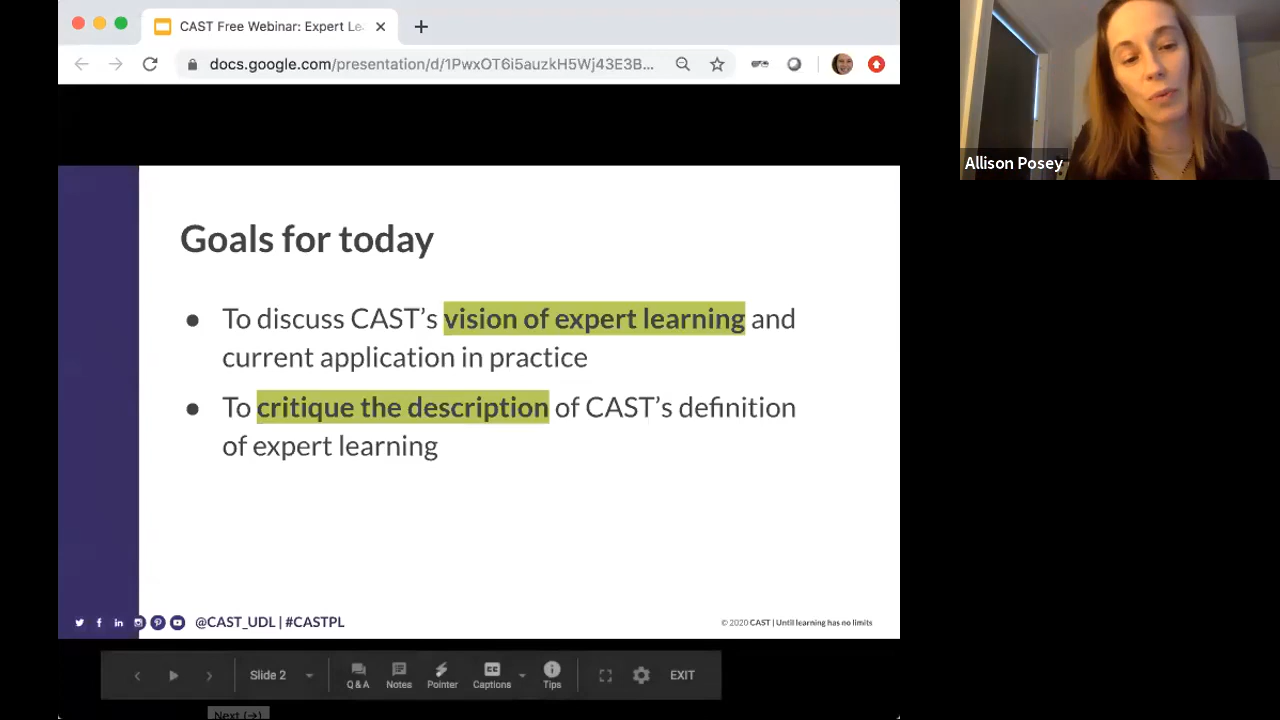 CAST Free Webinar: Expert Le
docs.google.com/presentation/d/1PwxOT6i5auzkH5Wj43E3B...
Allison Posey
Goals for today
● To discuss CAST’s vision of expert learning and
current application in practice
● To critique the description of CAST’s definition
of expert learning
@CAST_UDL | #CASTPL
© 2020 CAST | Until learning has no limits
Slide 2
Q & A
Notes
Pointer
Captions
Tips
EXIT
Next (→)